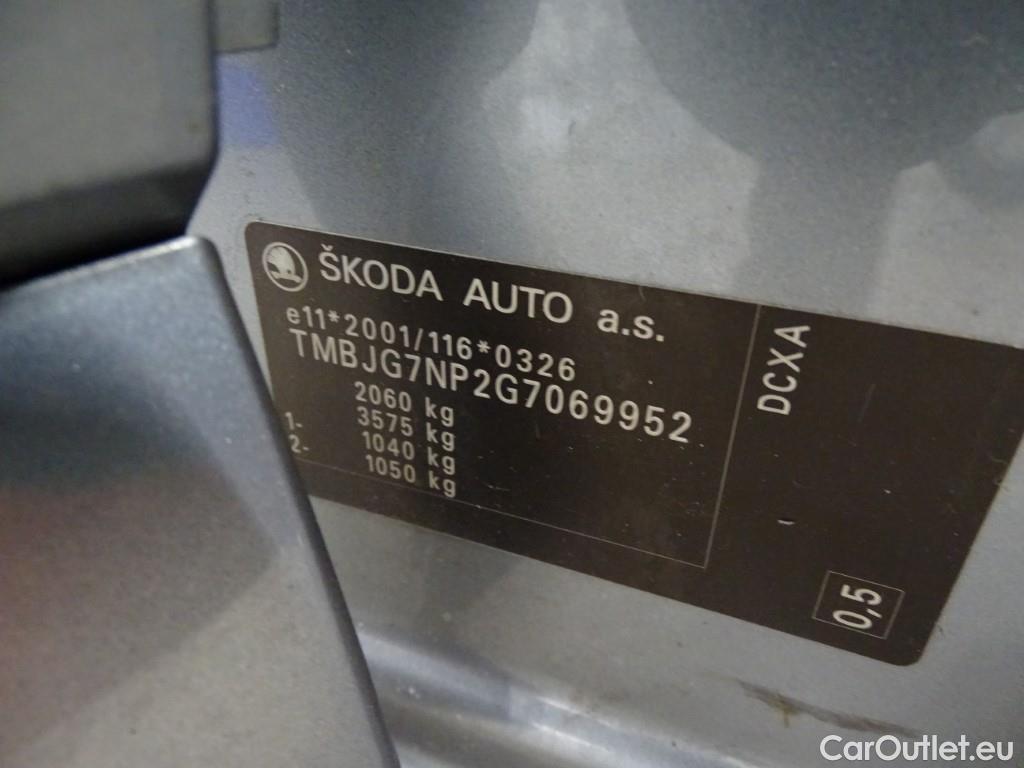 ŠKODA AUTO a.s.
e11*2001/116*0326
TMBJG7NP2G7069952
2060 kg
3575 kg
1- 1040 kg
2- 1050 kg
DCXA
0,5
CarOutlet.eu